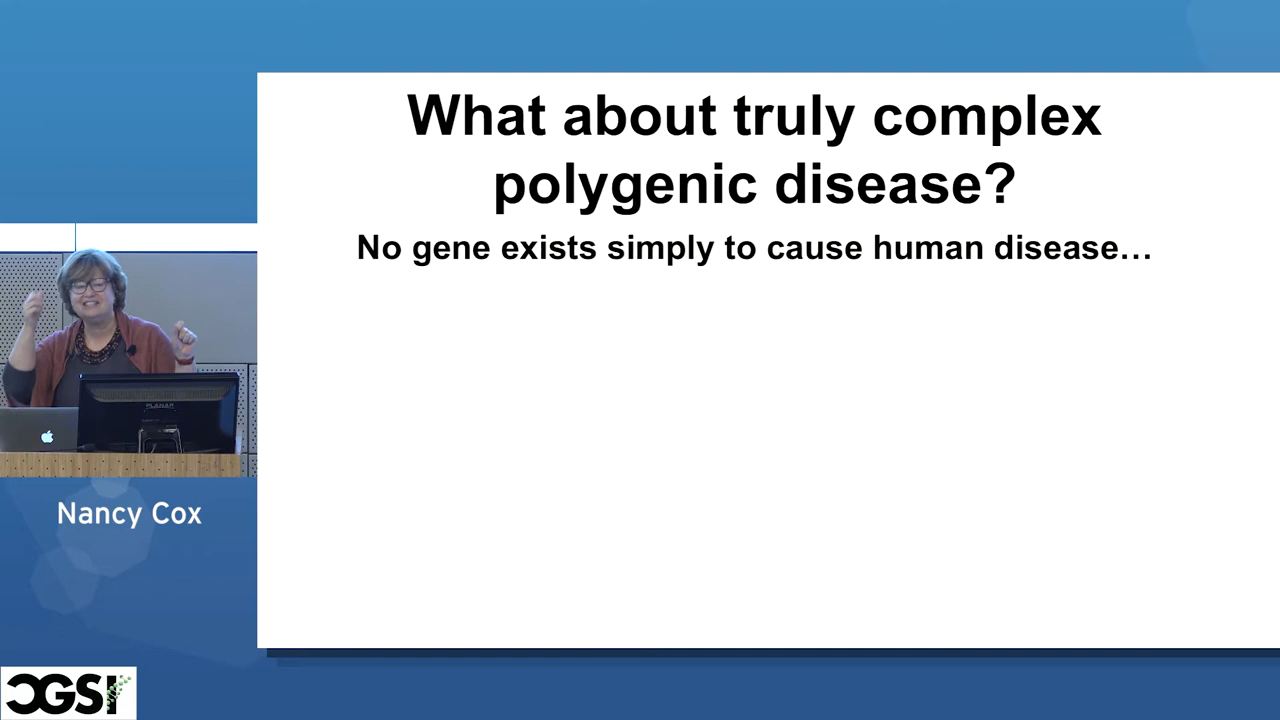 What about truly complex
polygenic disease?
No gene exists simply to cause human disease…
PLANAR
Nancy Cox
CGSI